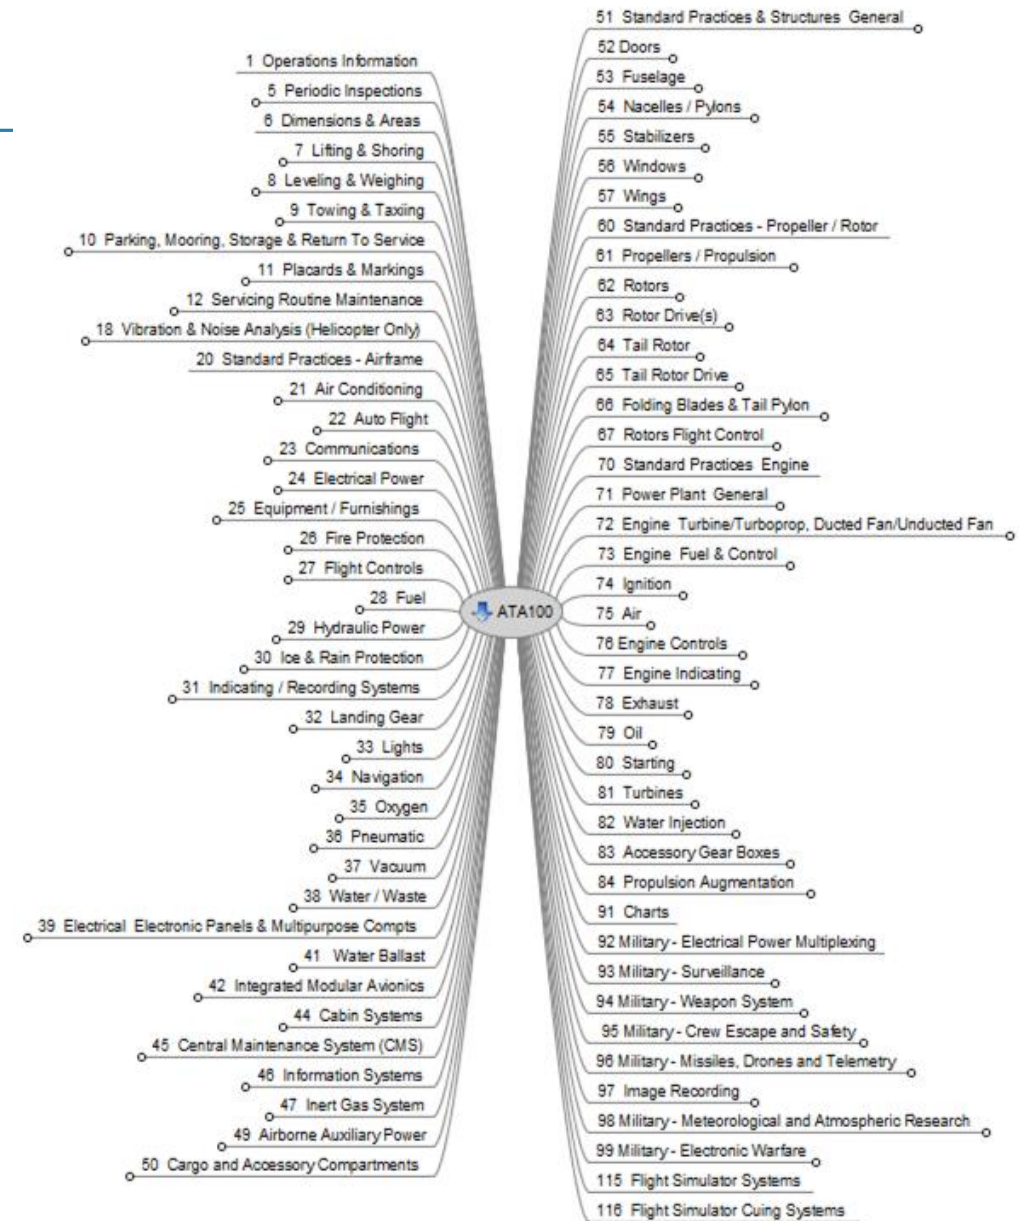 1 Operations Information
5 Periodic Inspections
6 Dimensions & Areas
7 Lifting & Shoring
8 Leveling & Weighing
9 Towing & Taxiing
10 Parking, Mooring, Storage & Return To Service
11 Placards & Markings
12 Servicing Routine Maintenance
18 Vibration & Noise Analysis (Helicopter Only)
20 Standard Practices - Airframe
21 Air Conditioning
22 Auto Flight
23 Communications
24 Electrical Power
25 Equipment / Furnishings
26 Fire Protection
27 Flight Controls
28 Fuel
29 Hydraulic Power
30 Ice & Rain Protection
31 Indicating / Recording Systems
32 Landing Gear
33 Lights
34 Navigation
35 Oxygen
36 Pneumatic
37 Vacuum
38 Water / Waste
39 Electrical Electronic Panels & Multipurpose Compts
41 Water Ballast
42 Integrated Modular Avionics
44 Cabin Systems
45 Central Maintenance System (CMS)
46 Information Systems
47 Inert Gas System
49 Airborne Auxiliary Power
50 Cargo and Accessory Compartments
ATA100
51 Standard Practices & Structures General
52 Doors
53 Fuselage
54 Nacelles / Pylons
55 Stabilizers
56 Windows
57 Wings
60 Standard Practices - Propeller / Rotor
61 Propellers / Propulsion
62 Rotors
63 Rotor Drive(s)
64 Tail Rotor
65 Tail Rotor Drive
66 Folding Blades & Tail Pylon
67 Rotors Flight Control
70 Standard Practices Engine
71 Power Plant General
72 Engine Turbine/Turboprop, Ducted Fan/Unducted Fan
73 Engine Fuel & Control
74 Ignition
75 Air
76 Engine Controls
77 Engine Indicating
78 Exhaust
79 Oil
80 Starting
81 Turbines
82 Water Injection
83 Accessory Gear Boxes
84 Propulsion Augmentation
91 Charts
92 Military - Electrical Power Multiplexing
93 Military - Surveillance
94 Military - Weapon System
95 Military - Crew Escape and Safety
96 Military - Missiles, Drones and Telemetry
97 Image Recording
98 Military - Meteorological and Atmospheric Research
99 Military - Electronic Warfare
115 Flight Simulator Systems
116 Flight Simulator Cuing Systems